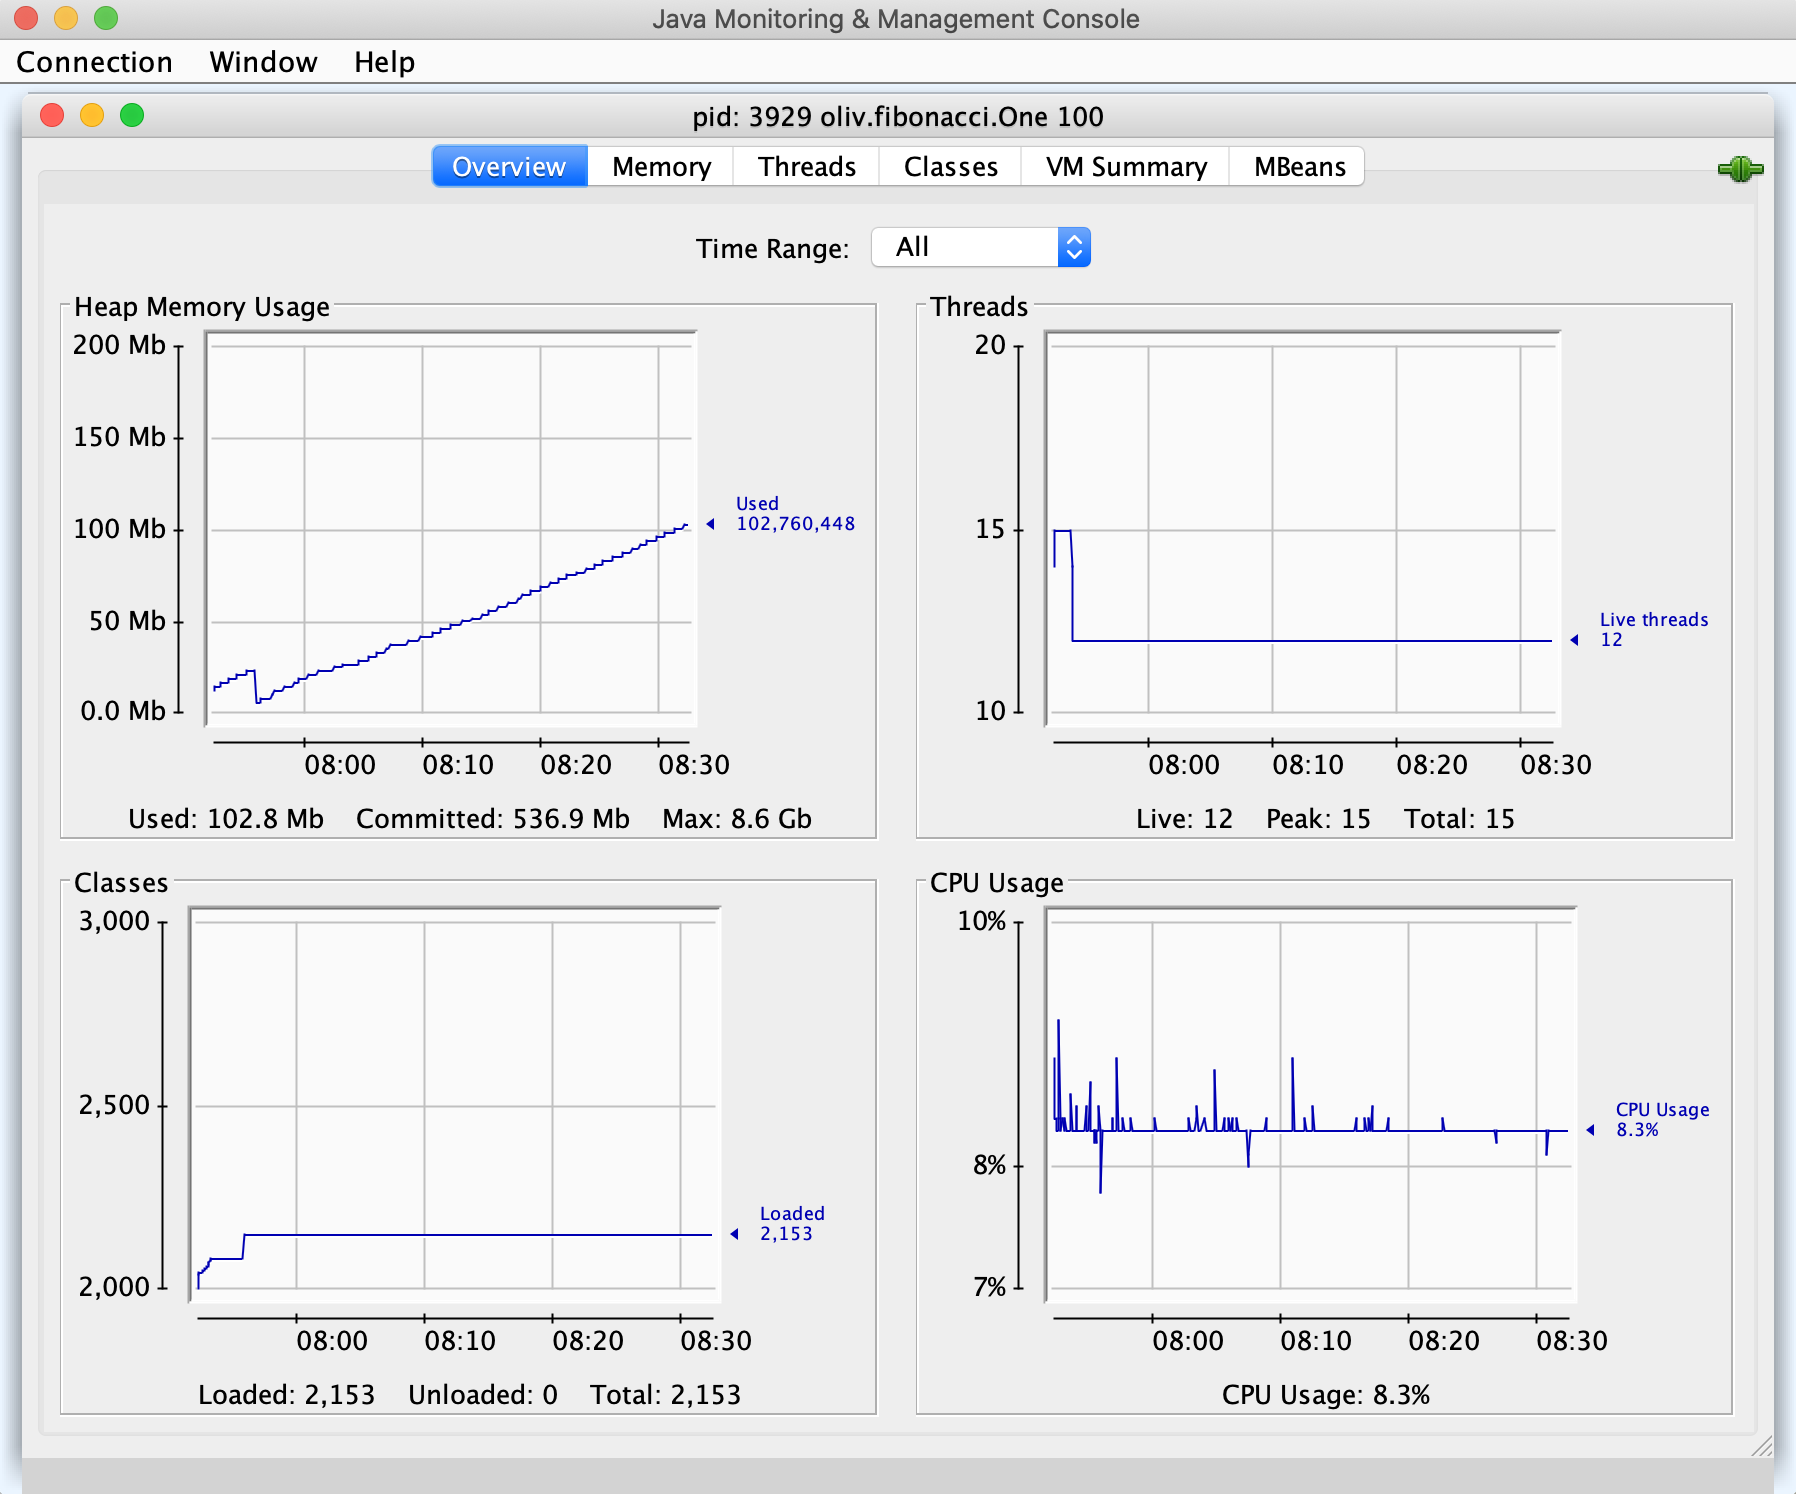 Java Monitoring & Management Console
Connection Window Help
pid: 3929 oliv.fibonacci.One 100
Overview Memory Threads Classes VM Summary MBeans
Time Range: All
Heap Memory Usage
200 Mb
150 Mb
100 Mb
50 Mb
0.0 Mb
Used
102,760,448
08:00 08:10 08:20 08:30
Used: 102.8 Mb Committed: 536.9 Mb Max: 8.6 Gb
Threads
20
15
10
Live threads
12
08:00 08:10 08:20 08:30
Live: 12 Peak: 15 Total: 15
Classes
3,000
2,500
2,000
Loaded
2,153
08:00 08:10 08:20 08:30
Loaded: 2,153 Unloaded: 0 Total: 2,153
CPU Usage
10%
8%
7%
CPU Usage
8.3%
08:00 08:10 08:20 08:30
CPU Usage: 8.3%